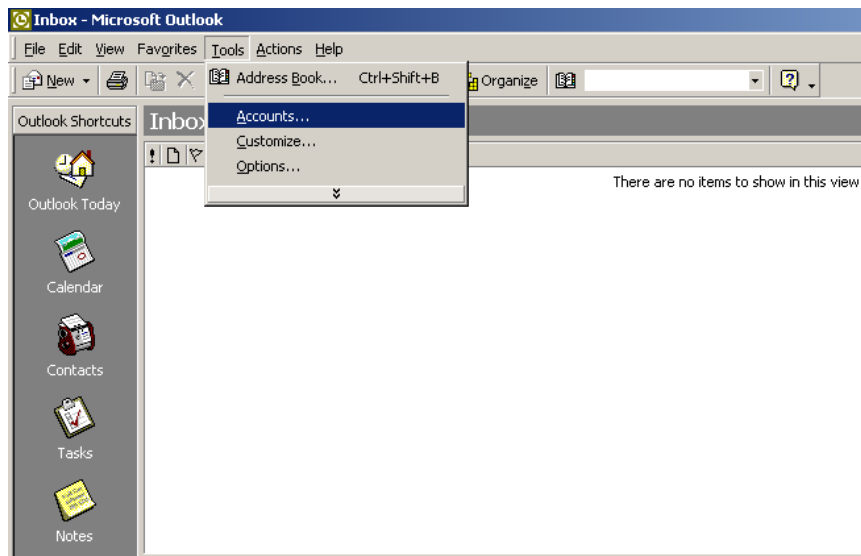 Inbox - Microsoft Outlook
File Edit View Favorites Tools Actions Help
New Address Book... Ctrl+Shift+B Organize
Outlook Shortcuts Accounts...
Customize...
Options...
There are no items to show in this view
Outlook Today
Calendar
Contacts
Tasks
Notes